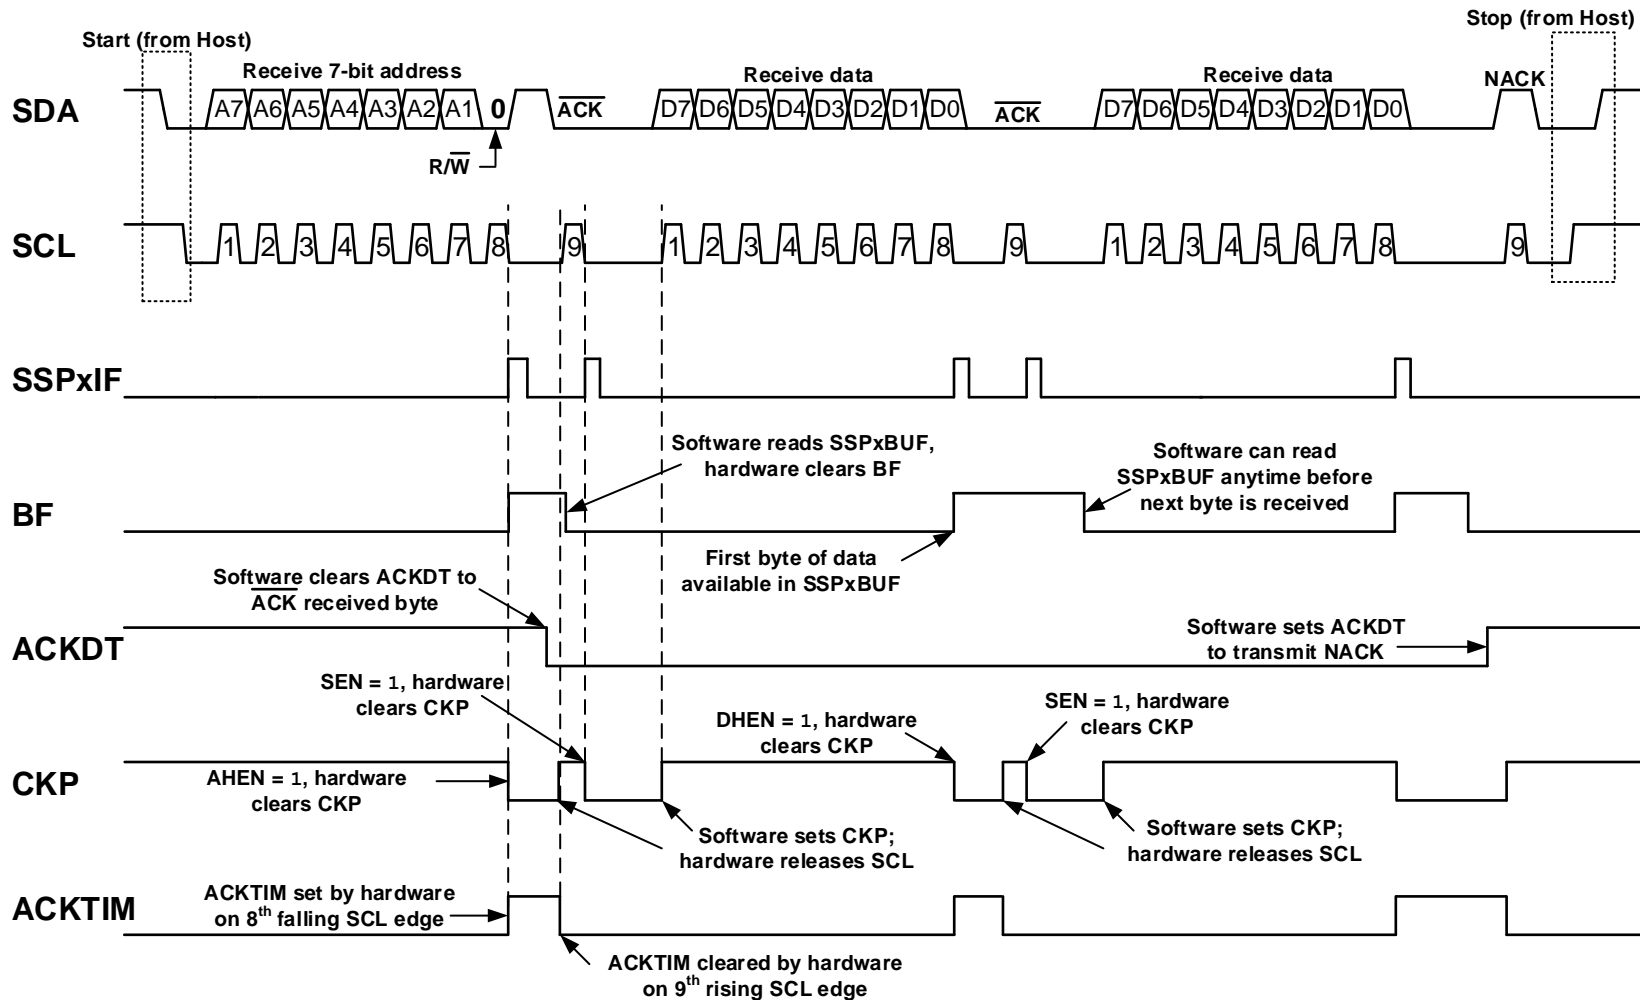 Start (from Host)
Stop (from Host)
Receive 7-bit address
Receive data
Receive data
NACK
SDA
A7 A6 A5 A4 A3 A2 A1 0 ACK D7 D6 D5 D4 D3 D2 D1 D0 ACK D7 D6 D5 D4 D3 D2 D1 D0
R/W
SCL
1 2 3 4 5 6 7 8 9 1 2 3 4 5 6 7 8 9 1 2 3 4 5 6 7 8 9
SSPxIF
Software reads SSPxBUF,
hardware clears BF
Software can read
SSPxBUF anytime before
next byte is received
BF
First byte of data
available in SSPxBUF
Software clears ACKDT to
ACK received byte
ACKDT
Software sets ACKDT
to transmit NACK
SEN = 1, hardware
clears CKP
DHEN = 1, hardware
clears CKP
SEN = 1, hardware
clears CKP
CKP
AHEN = 1, hardware
clears CKP
Software sets CKP;
hardware releases SCL
Software sets CKP;
hardware releases SCL
ACKTIM
ACKTIM set by hardware
on 8th falling SCL edge
ACKTIM cleared by hardware
on 9th rising SCL edge